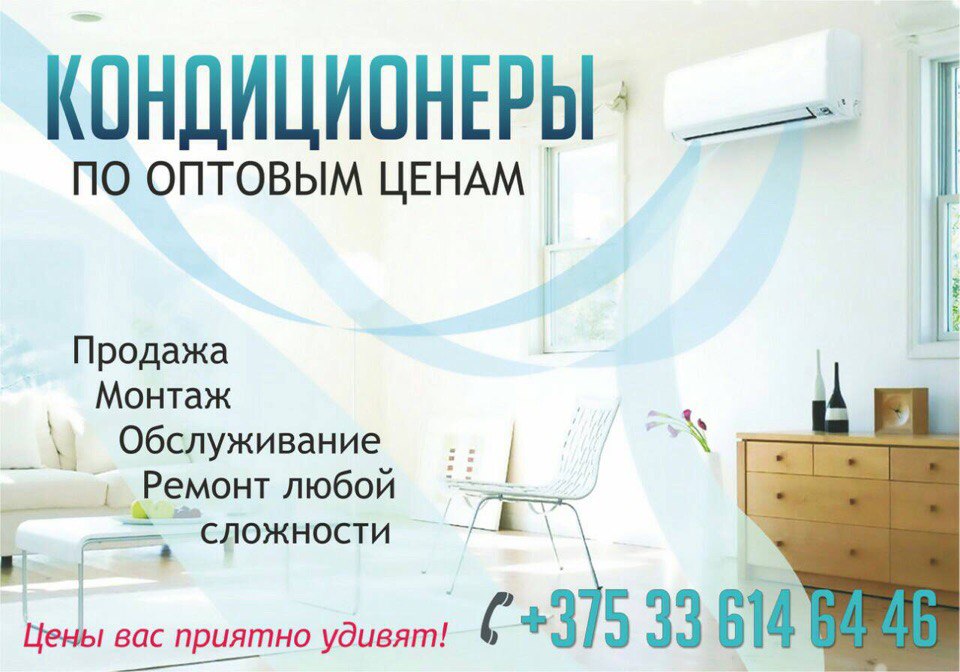 КОНДИЦИОНЕРЫ
ПО ОПТОВЫМ ЦЕНАМ
Продажа
Монтаж
Обслуживание
Ремонт любой
сложности
Цены вас приятно удивят!
+375 33 614 64 46